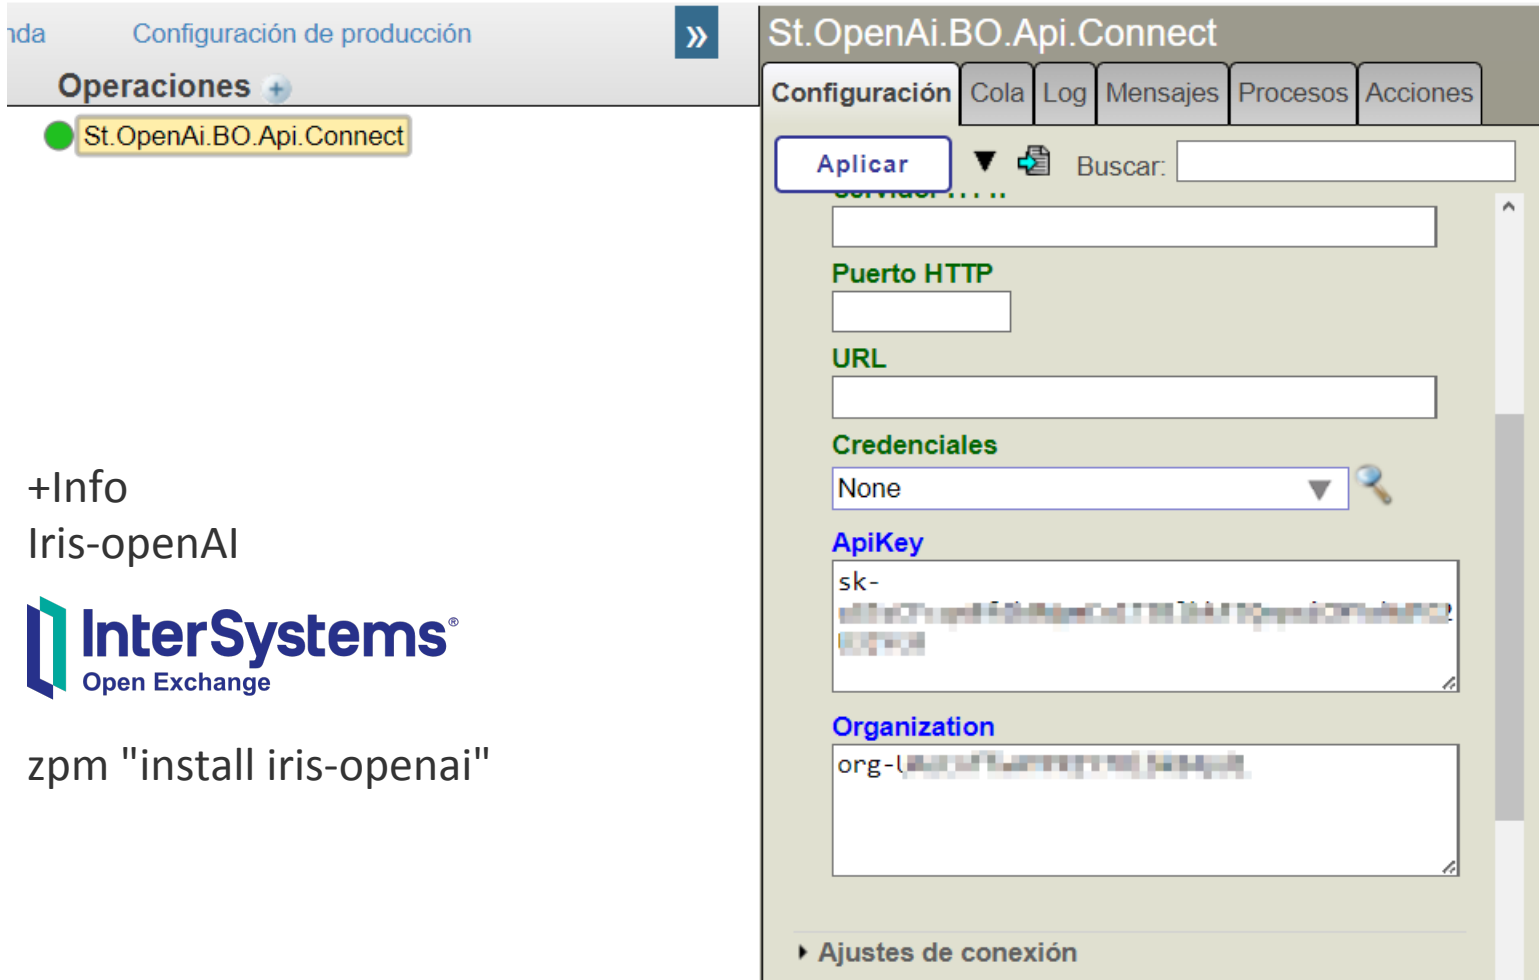 Configuración de producción
Operaciones
St.OpenAi.BO.Api.Connect
+Info
Iris-openAI
InterSystems®
Open Exchange
zpm "install iris-openai"
St.OpenAi.BO.Api.Connect
Configuración Cola Log Mensajes Procesos Acciones
Aplicar Buscar:
Puerto HTTP
URL
Credenciales
None
ApiKey
sk-
Organization
org-
Ajustes de conexión